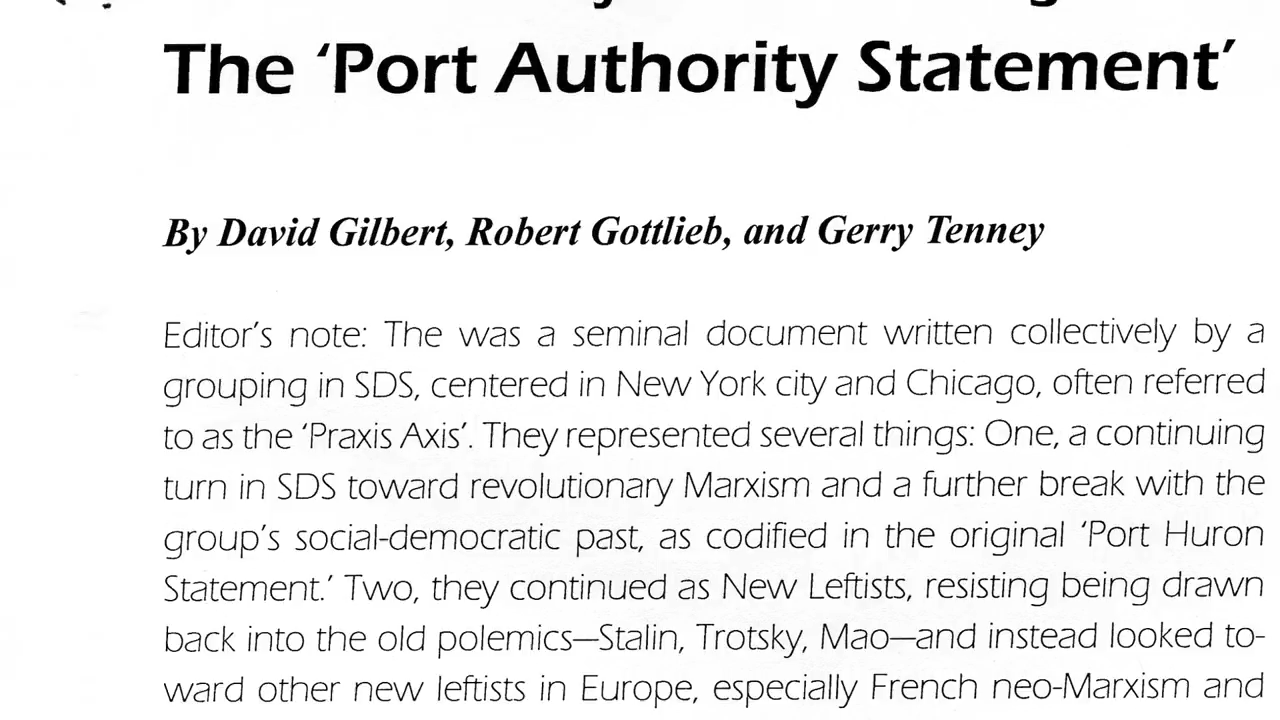 The ‘Port Authority Statement’
By David Gilbert, Robert Gottlieb, and Gerry Tenney
Editor’s note: The was a seminal document written collectively by a
grouping in SDS, centered in New York city and Chicago, often referred
to as the ‘Praxis Axis’. They represented several things: One, a continuing
turn in SDS toward revolutionary Marxism and a further break with the
group’s social-democratic past, as codified in the original ‘Port Huron
Statement.’ Two, they continued as New Leftists, resisting being drawn
back into the old polemics—Stalin, Trotsky, Mao—and instead looked to-
ward other new leftists in Europe, especially French neo-Marxism and